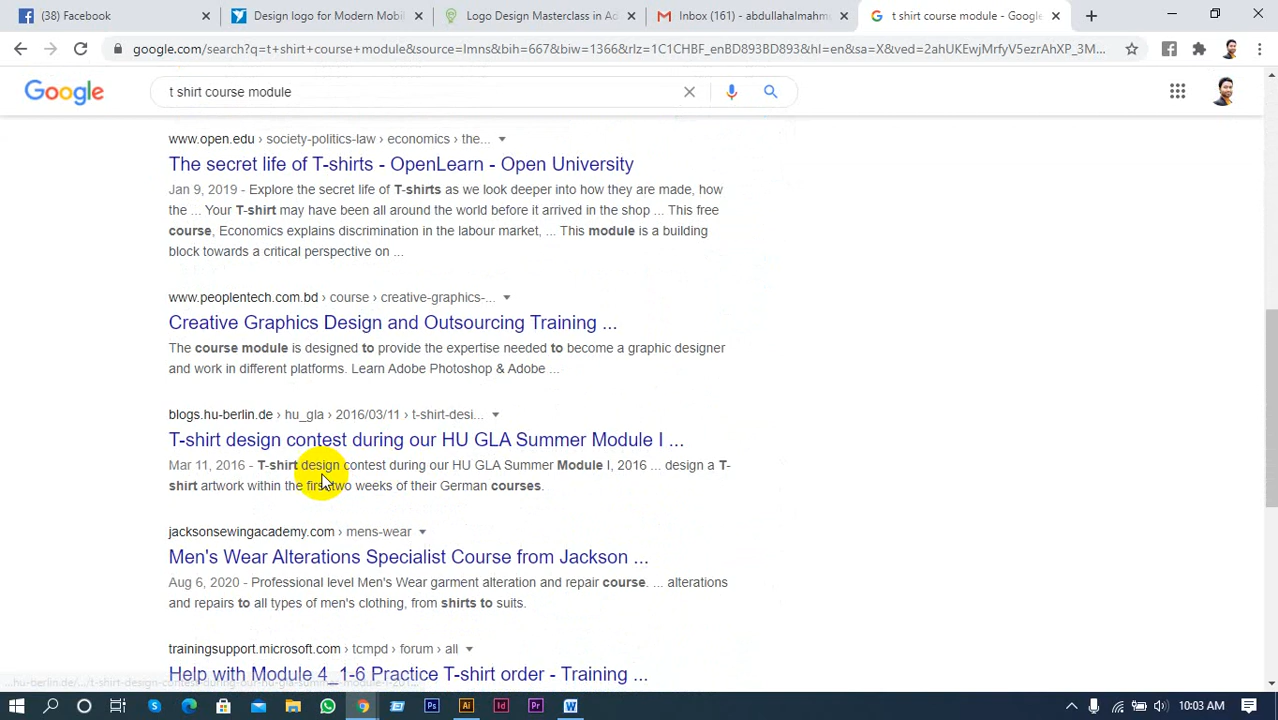 (38) Facebook
Design logo for Modern Mobil
Logo Design Masterclass in Ad
Inbox (161) - abdullahalmahmu
t shirt course module - Google
google.com/search?q=t+shirt+course+module&source=lmns&bih=667&biw=1366&rlz=1C1CHBF_enBD893BD893&hl=en&sa=X&ved=2ahUKEwjMrfyV5ezrAhXP_3M...
Google
t shirt course module
www.open.edu › society-politics-law › economics › the...
The secret life of T-shirts - OpenLearn - Open University
Jan 9, 2019 - Explore the secret life of T-shirts as we look deeper into how they are made, how
the ... Your T-shirt may have been all around the world before it arrived in the shop ... This free
course, Economics explains discrimination in the labour market, ... This module is a building
block towards a critical perspective on ...
www.peoplentech.com.bd › course › creative-graphics-...
Creative Graphics Design and Outsourcing Training ...
The course module is designed to provide the expertise needed to become a graphic designer
and work in different platforms. Learn Adobe Photoshop & Adobe ...
blogs.hu-berlin.de › hu_gla › 2016/03/11 › t-shirt-desi...
T-shirt design contest during our HU GLA Summer Module I ...
Mar 11, 2016 - T-shirt design contest during our HU GLA Summer Module I, 2016 ... design a T-
shirt artwork within the first two weeks of their German courses.
jacksonsewingacademy.com › mens-wear
Men's Wear Alterations Specialist Course from Jackson ...
Aug 6, 2020 - Professional level Men's Wear garment alteration and repair course. ... alterations
and repairs to all types of men's clothing, from shirts to suits.
trainingsupport.microsoft.com › tcmpd › forum › all
Help with Module 4_1-6 Practice T-shirt order - Training ...
10:03 AM